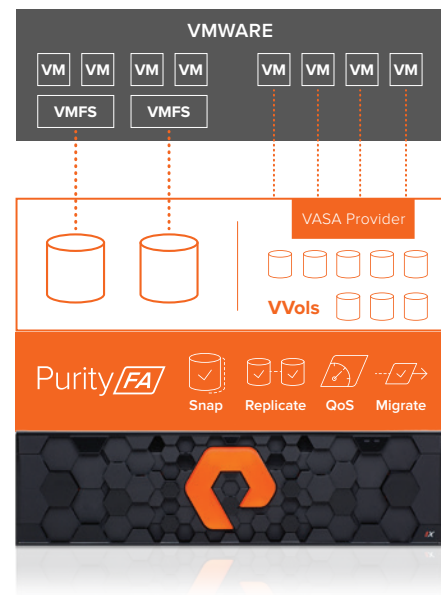 VMWARE
VM VM VM VM VM VM VM VM
VMFS VMFS
VASA Provider
VVols
Purity/FA/
Snap Replicate QoS Migrate
//X